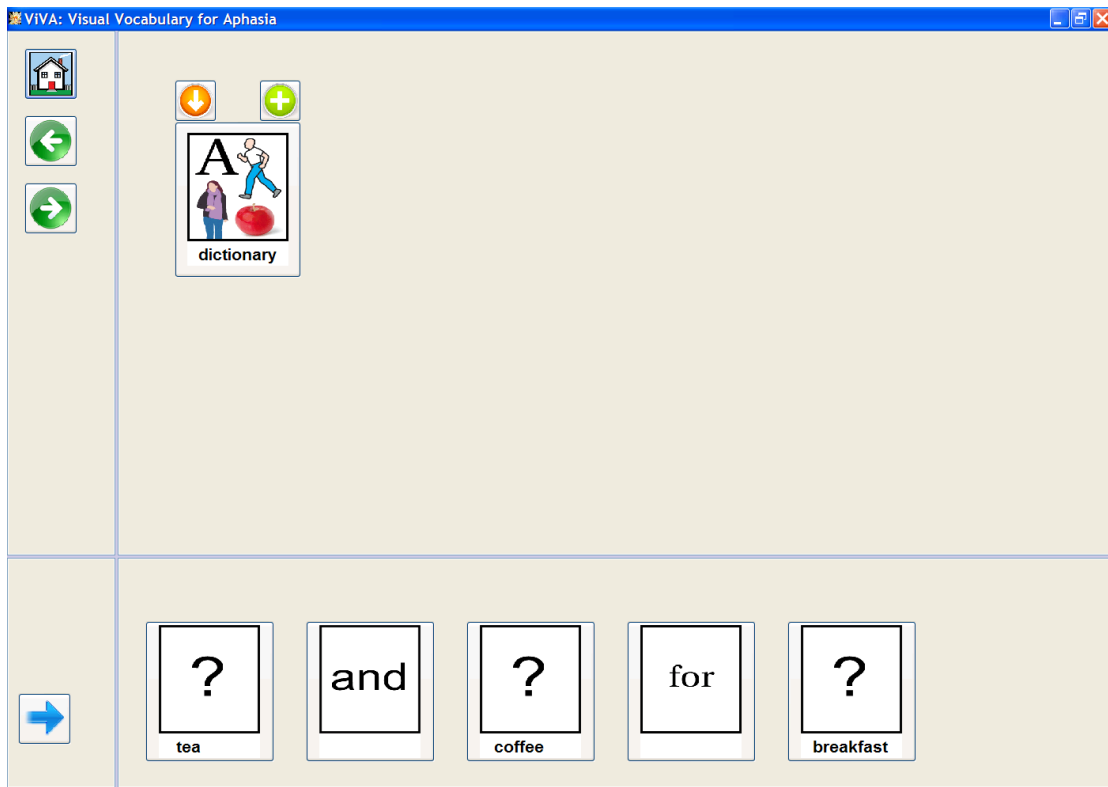 ViVA: Visual Vocabulary for Aphasia
A
dictionary
? and ? for ?
tea coffee breakfast